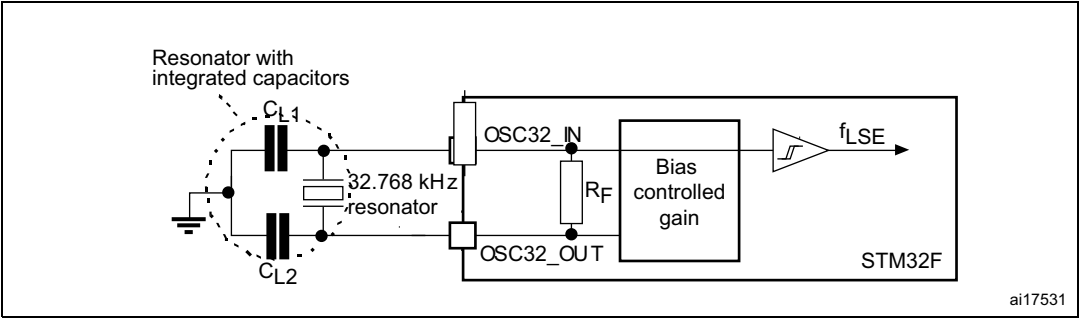 Resonator with
integrated capacitors
CL1
OSC32_IN
fLSE
32.768 kHz
resonator
RF
Bias
controlled
gain
OSC32_OUT
CL2
STM32F
ai17531